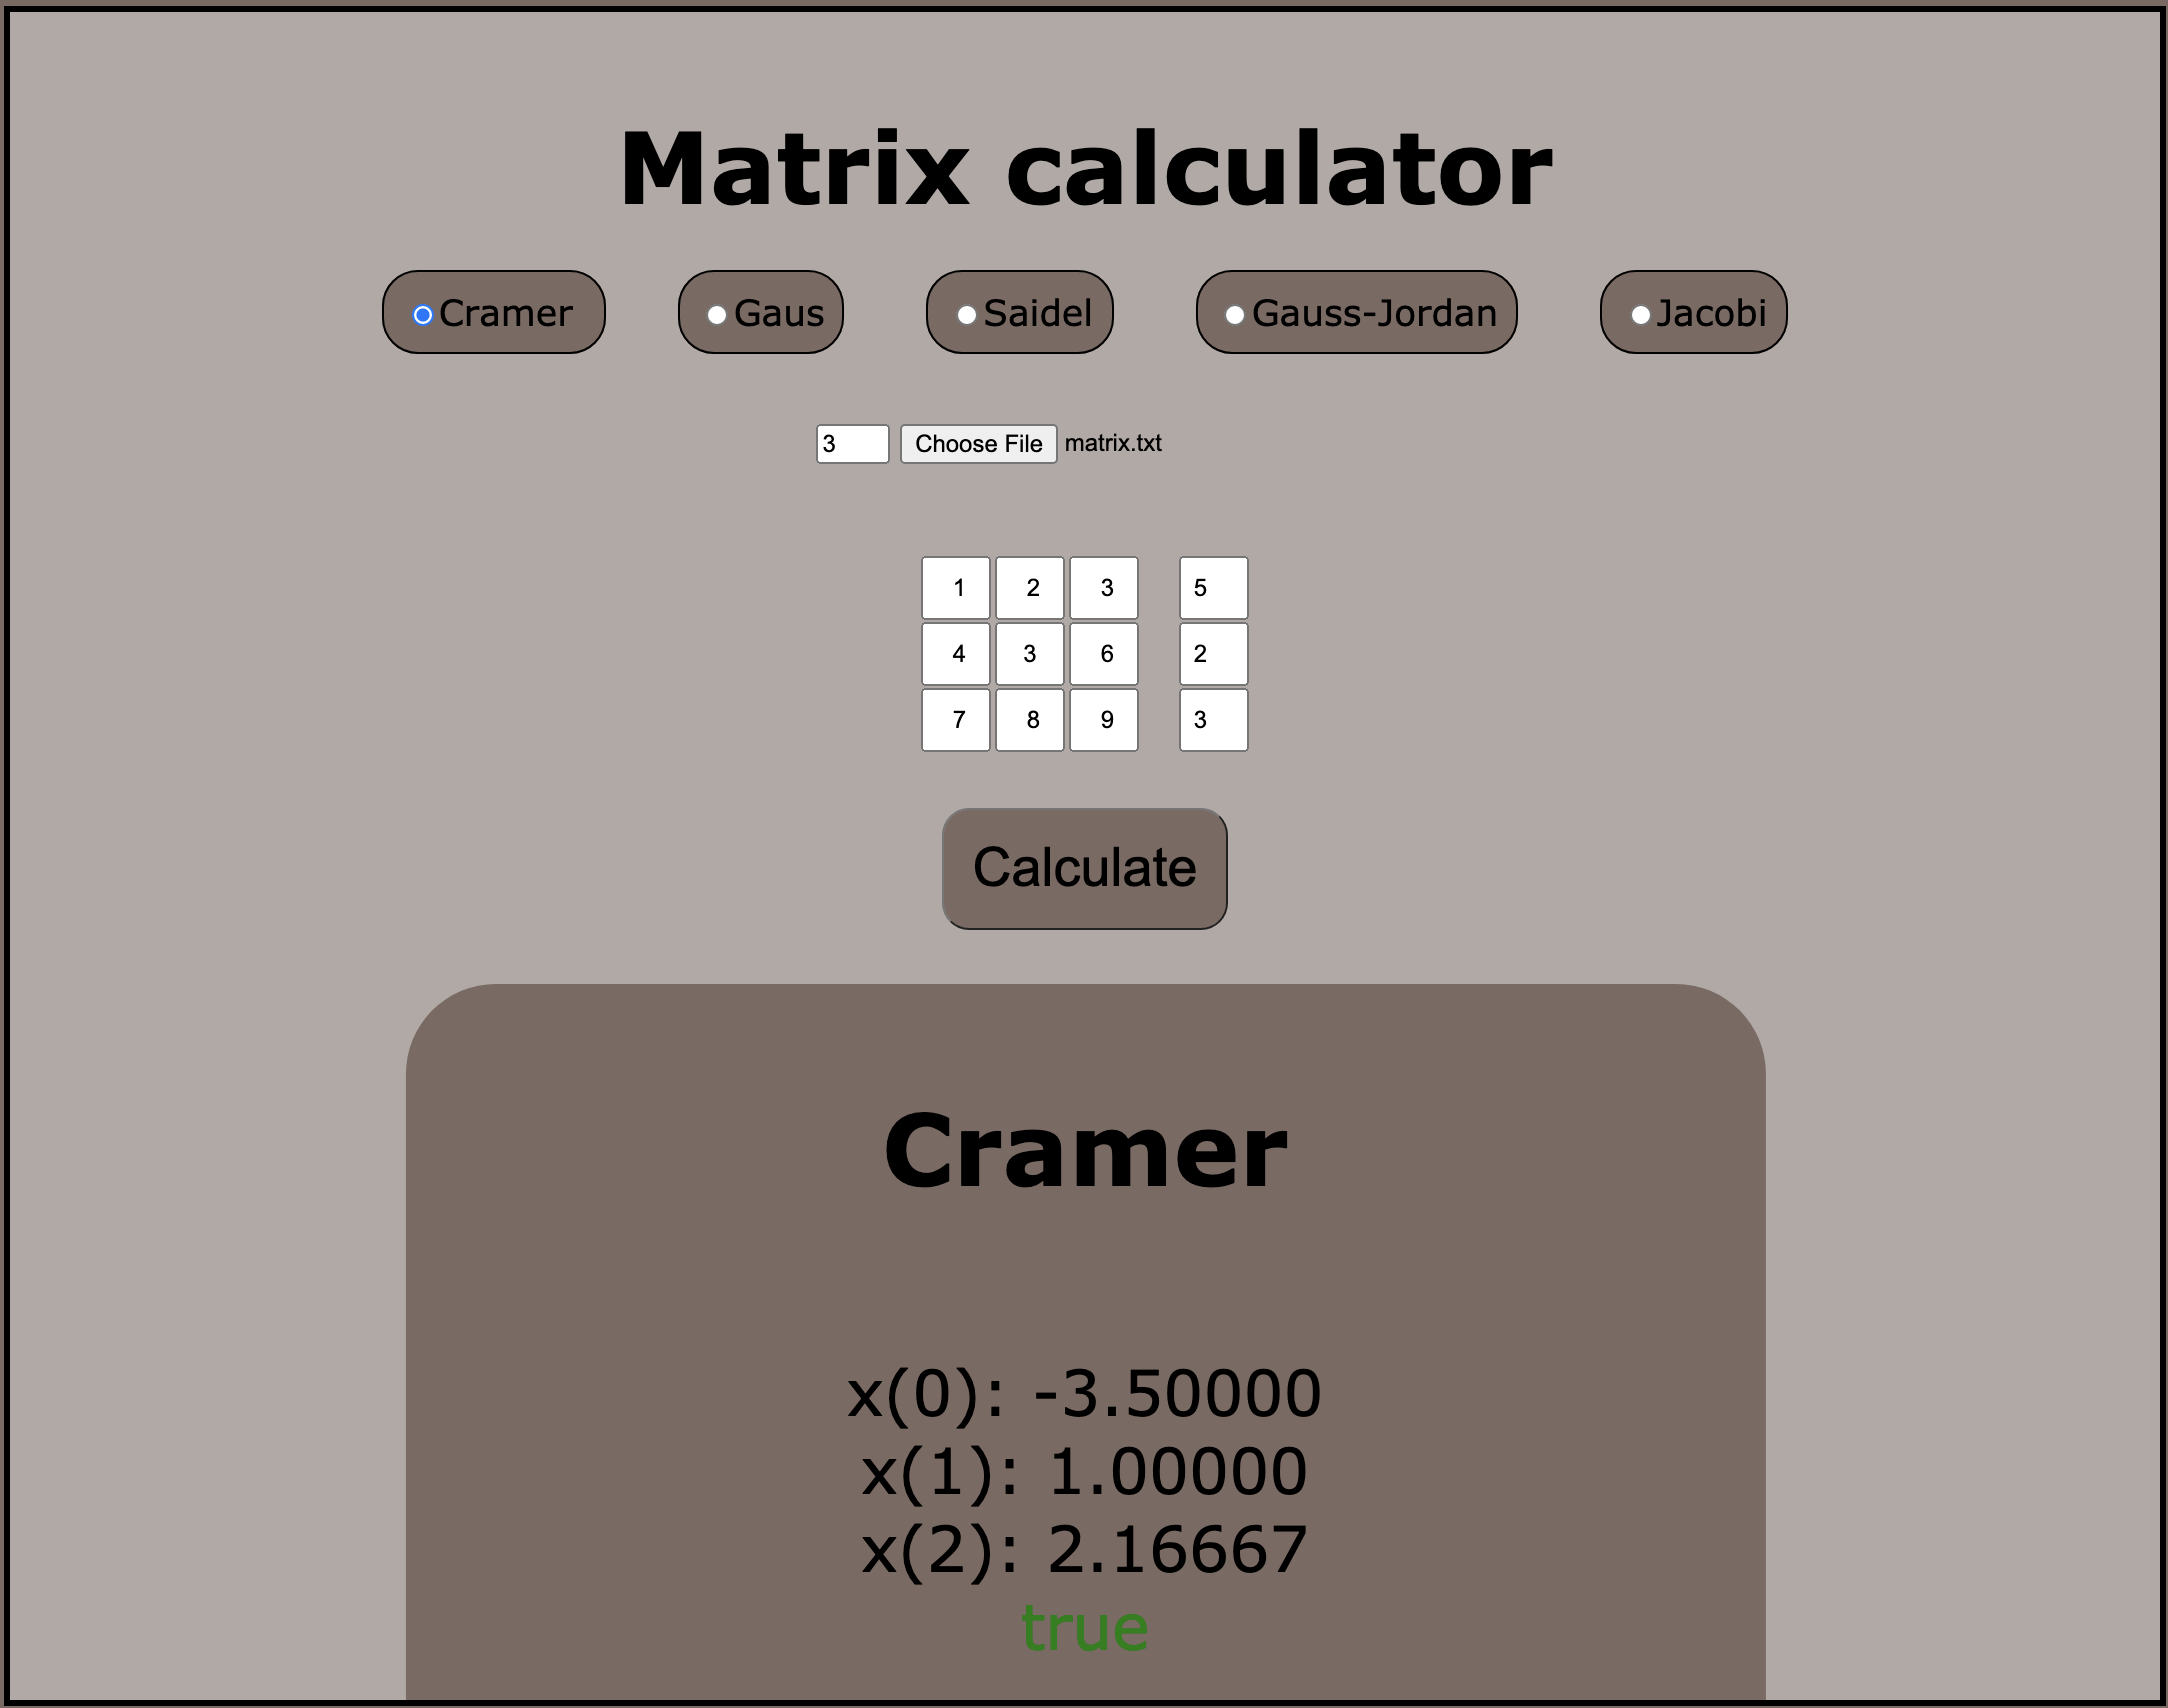 Matrix calculator
Cramer Gaus Saidel Gauss-Jordan Jacobi
3 Choose File matrix.txt
1 2 3 5
4 3 6 2
7 8 9 3
Calculate
Cramer
x(0): -3.50000
x(1): 1.00000
x(2): 2.16667
true